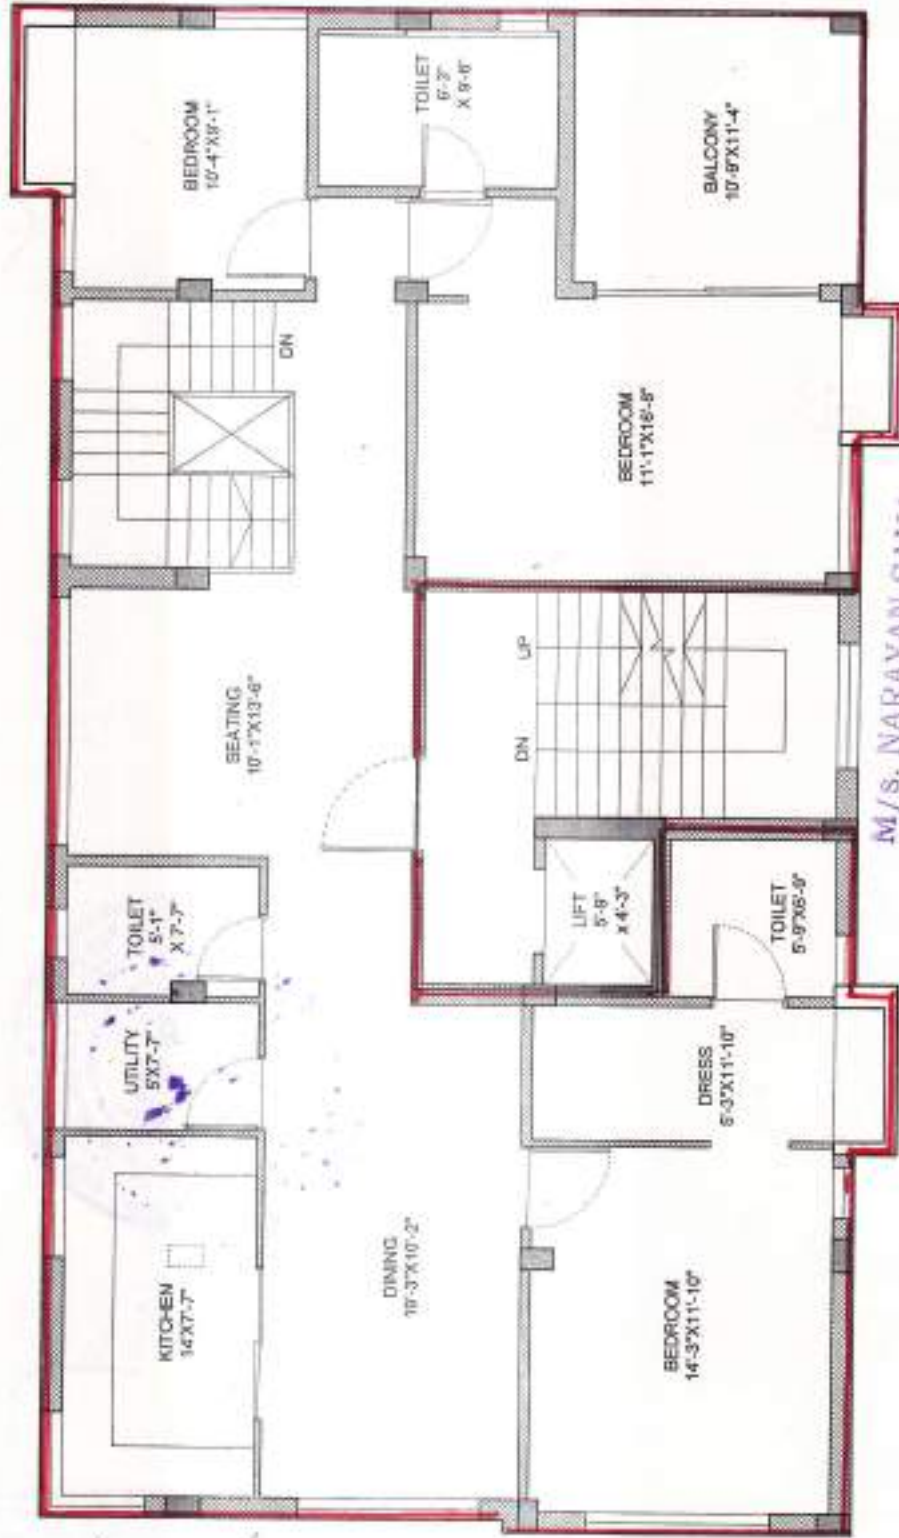 BEDROOM
10'-4"X9'-1"
TOILET
6'-3"
X 9'-6"
BALCONY
10'-9"X11'-4"
DN
BEDROOM
11'-1"X16'-8"
SEATING
10'-1"X13'-6"
UP
DN
TOILET
5'-1"
X 7'-7"
LIFT
5'-8"
x 4'-3"
TOILET
5'-9"X6'-9"
UTILITY
5'X7'-7"
DRESS
6'-3"X11'-10"
KITCHEN
14'X7'-7"
DINING
19'-3"X10'-2"
BEDROOM
14'-3"X11'-10"
M/s. NARAYAN